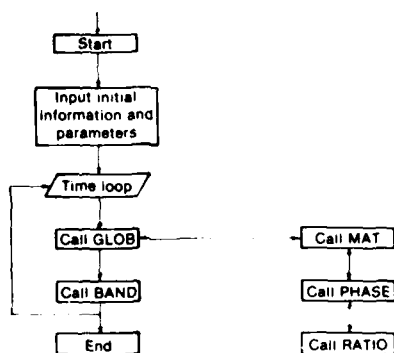 Start
Input initial
information and
parameters
Time loop
Call GLOB
Call MAT
Call BAND
Call PHASE
End
Call RATIO